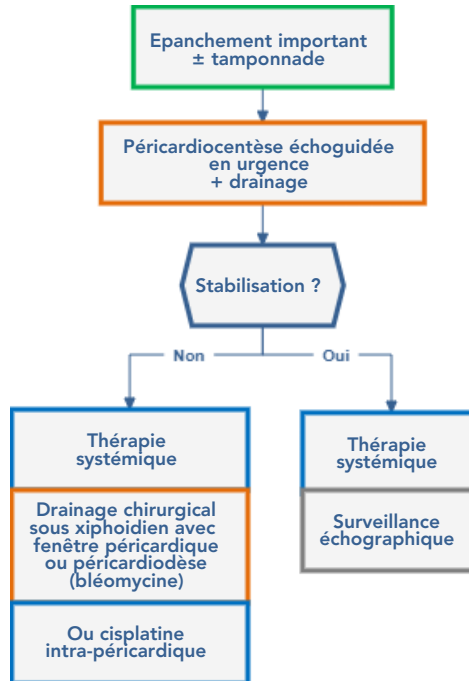 Epanchement important
± tamponnade
Péricardiocentèse échoguidée
en urgence
+ drainage
Stabilisation ?
Non
Oui
Thérapie
systémique
Drainage chirurgical
sous xiphoidien avec
fenêtre péricardique
ou péricardiodèse
(bléomycine)
Ou cisplatine
intra-péricardique
Thérapie
systémique
Surveillance
échographique